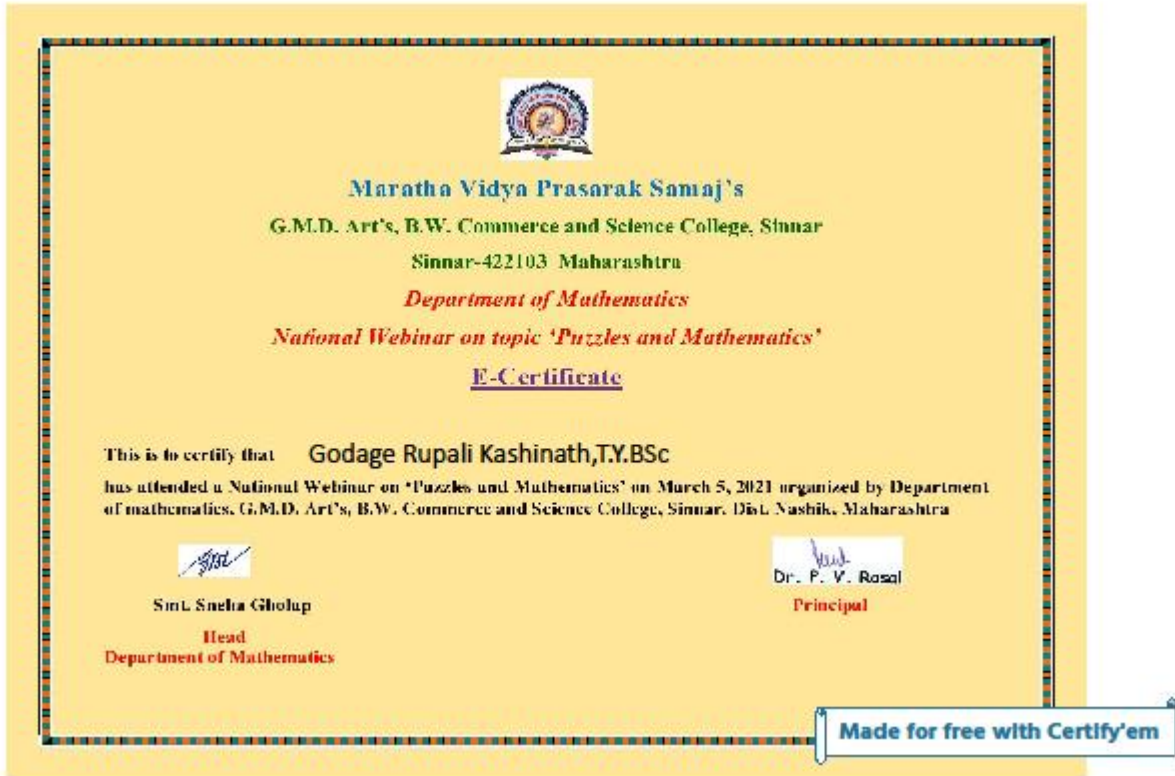 Maratha Vidya Prasarak Samaj's
G.M.D. Art's, B.W. Commerce and Science College, Sinnar
Sinnar-422103 Maharashtra
Department of Mathematics
National Webinar on topic 'Puzzles and Mathematics'
E-Certificate
This is to certify that Godage Rupali Kashinath,T.Y.BSc
has attended a National Webinar on 'Puzzles and Mathematics' on March 5, 2021 organized by Department
of mathematics, G.M.D. Art's, B.W. Commerce and Science College, Sinnar. Dist. Nashik, Maharashtra
Dr. P. V. Rasal
Smt. Sneha Gholap
Principal
Head
Department of Mathematics
Made for free with Certify'em